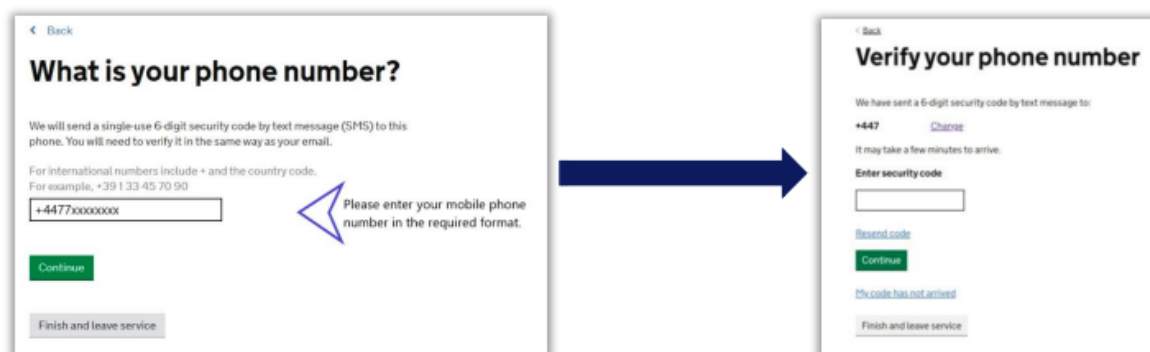 Back
What is your phone number?
We will send a single-use 6-digit security code by text message (SMS) to this
phone. You will need to verify it in the same way as your email.
For international numbers include + and the country code.
For example, +39 1 33 45 70 90
+4477xxxxxxxx
Please enter your mobile phone
number in the required format.
Continue
Finish and leave service
Back
Verify your phone number
We have sent a 6-digit security code by text message to:
+447 Change
It may take a few minutes to arrive.
Enter security code
Resend code
Continue
My code has not arrived
Finish and leave service